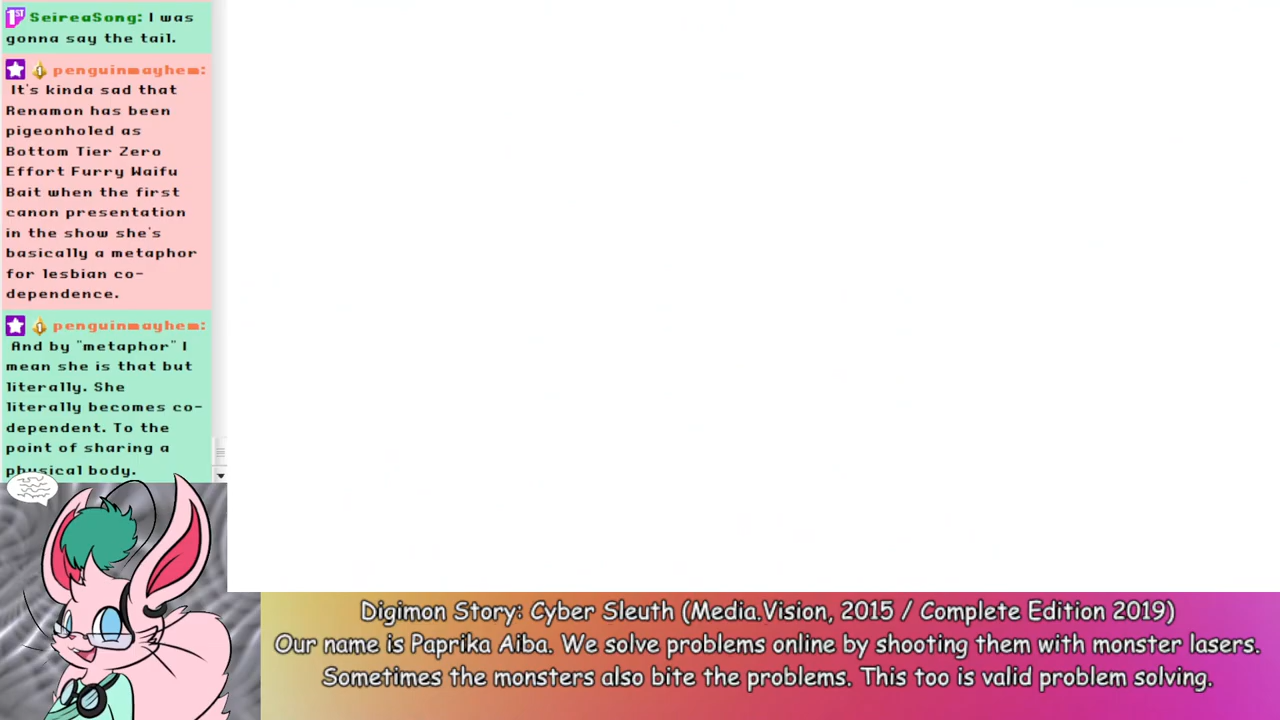 SeireaSong: I was
gonna say the tail.
penguinmayhem:
It's kinda sad that
Renamon has been
pigeonholed as
Bottom Tier Zero
Effort Furry Waifu
Bait when the first
canon presentation
in the show she's
basically a metaphor
for lesbian co-
dependence.
penguinmayhem:
And by "metaphor" I
mean she is that but
literally. She
literally becomes co-
dependent. To the
point of sharing a
physical body.
Digimon Story: Cyber Sleuth (Media.Vision, 2015 / Complete Edition 2019)
Our name is Paprika Aiba. We solve problems online by shooting them with monster lasers.
Sometimes the monsters also bite the problems. This too is valid problem solving.